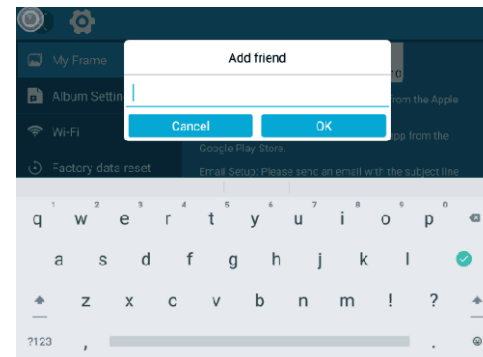 Add friend
My Frame
Album Settin
from the Apple
Cancel
OK
Wi-Fi
app from the
Google Play Store.
Factory data reset
Email Setup: Please send an email with the subject line
1 2 3 4 5 6 7 8 9 0
q w e r t y u i o p
a s d f g h j k l
z x c v b n m ! ?
?123 , .